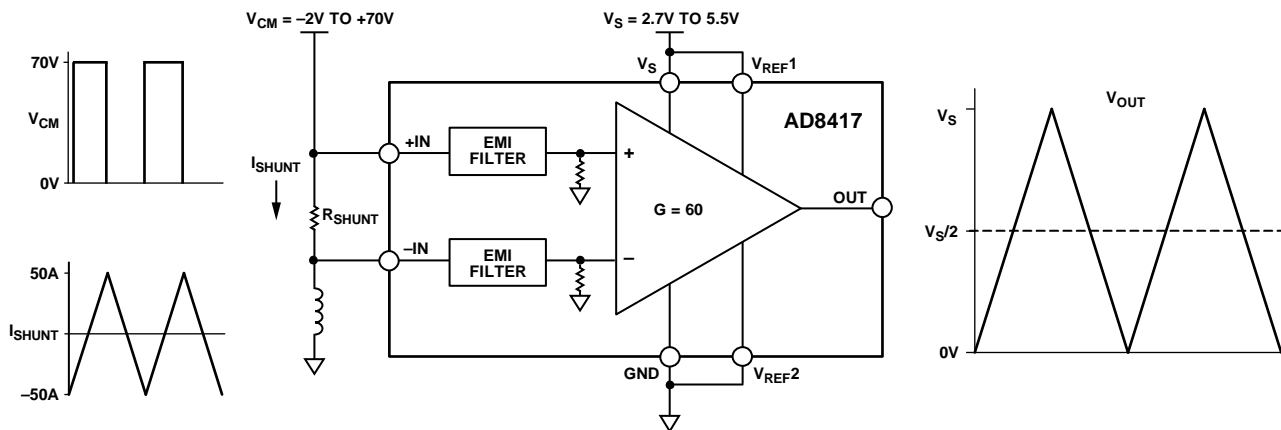 V_CM = –2V TO +70V
V_S = 2.7V TO 5.5V
70V
V_CM
0V
I_SHUNT
R_SHUNT
50A
I_SHUNT
–50A
V_S
V_REF1
AD8417
+IN
EMI
FILTER
+
G = 60
OUT
–IN
EMI
FILTER
–
GND
V_REF2
V_OUT
V_S
V_S/2
0V